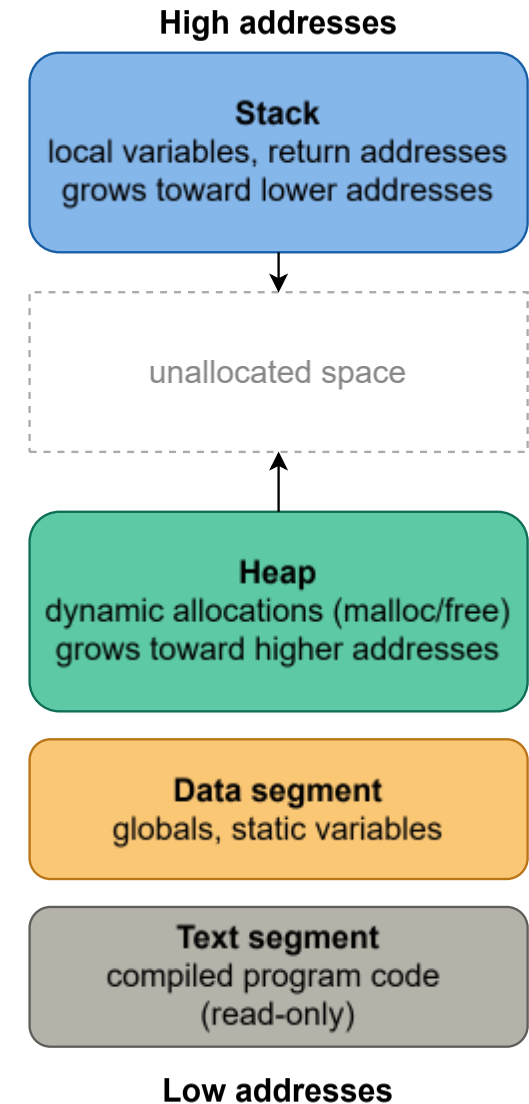 High addresses
Stack
local variables, return addresses
grows toward lower addresses
unallocated space
Heap
dynamic allocations (malloc/free)
grows toward higher addresses
Data segment
globals, static variables
Text segment
compiled program code
(read-only)
Low addresses